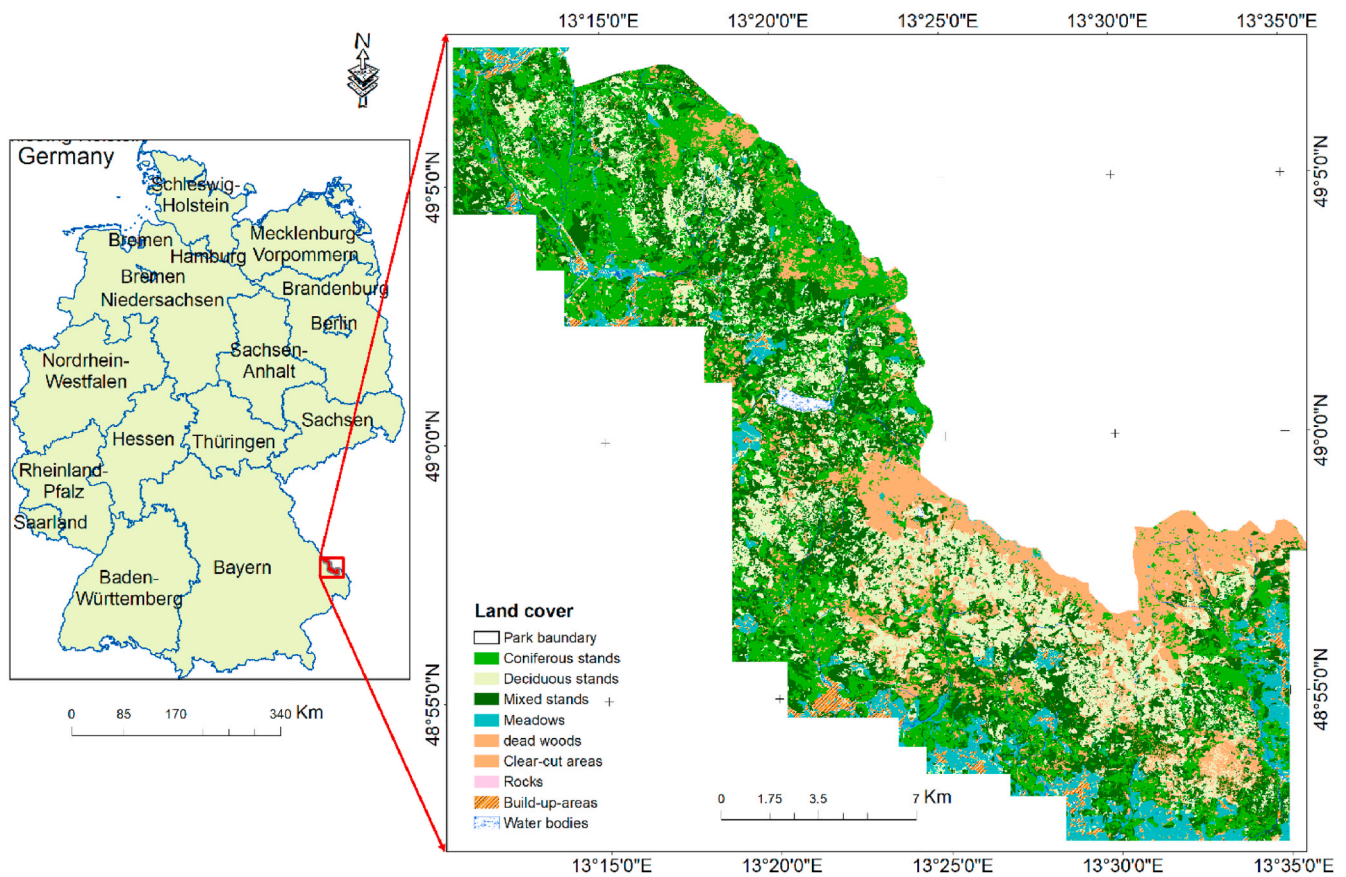 13°15'0"E 13°20'0"E 13°25'0"E 13°30'0"E 13°35'0"E
N
Germany
Schleswig-
Holstein
Mecklenburg-
Vorpommern
Bremen
Hamburg
Bremen
Niedersachsen
Brandenburg
Berlin
Sachsen-
Anhalt
Nordrhein-
Westfalen
Sachsen
Hessen
Thüringen
Rheinland-
Pfalz
Saarland
Bayern
Baden-
Württemberg
0 85 170 340 Km
49°5'0"N
49°0'0"N
48°55'0"N
Land cover
Park baundary
Coniferous stands
Deciduous stands
Mixed stands
Meadows
dead woods
Clear-cut areas
Rocks
Build-up-areas
Water bodies
0 1.75 3.5 7 Km
49°5'0"N
49°0'0"N
48°55'0"N
13°15'0"E 13°20'0"E 13°25'0"E 13°30'0"E 13°35'0"E